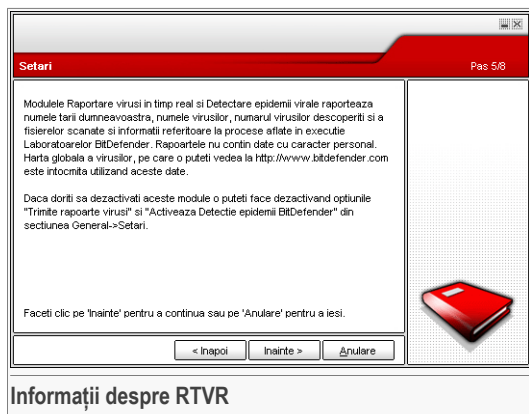 Setari
Pas 5/8
Modulele Raportare virusi in timp real si Detectare epidemii virale raporteaza
numele tarii dumneavoastra, numele virusilor, numarul virusilor descoperiti si a
fisierelor scanate si informatii referitoare la procese aflate in executie
Laboratoarelor BitDefender. Rapoartele nu contin date cu caracter personal.
Harta globala a virusilor, pe care o puteti vedea la http://www.bitdefender.com
este intocmita utilizand aceste date.
Daca doriti sa dezactivati aceste module o puteti face dezactivand optiunile
"Trimite rapoarte virusi" si "Activeaza Detectie epidemii BitDefender" din
sectiunea General->Setari.
Faceti clic pe 'Inainte' pentru a continua sau pe 'Anulare' pentru a iesi.
< Inapoi
Inainte >
Anulare
Informații despre RTVR